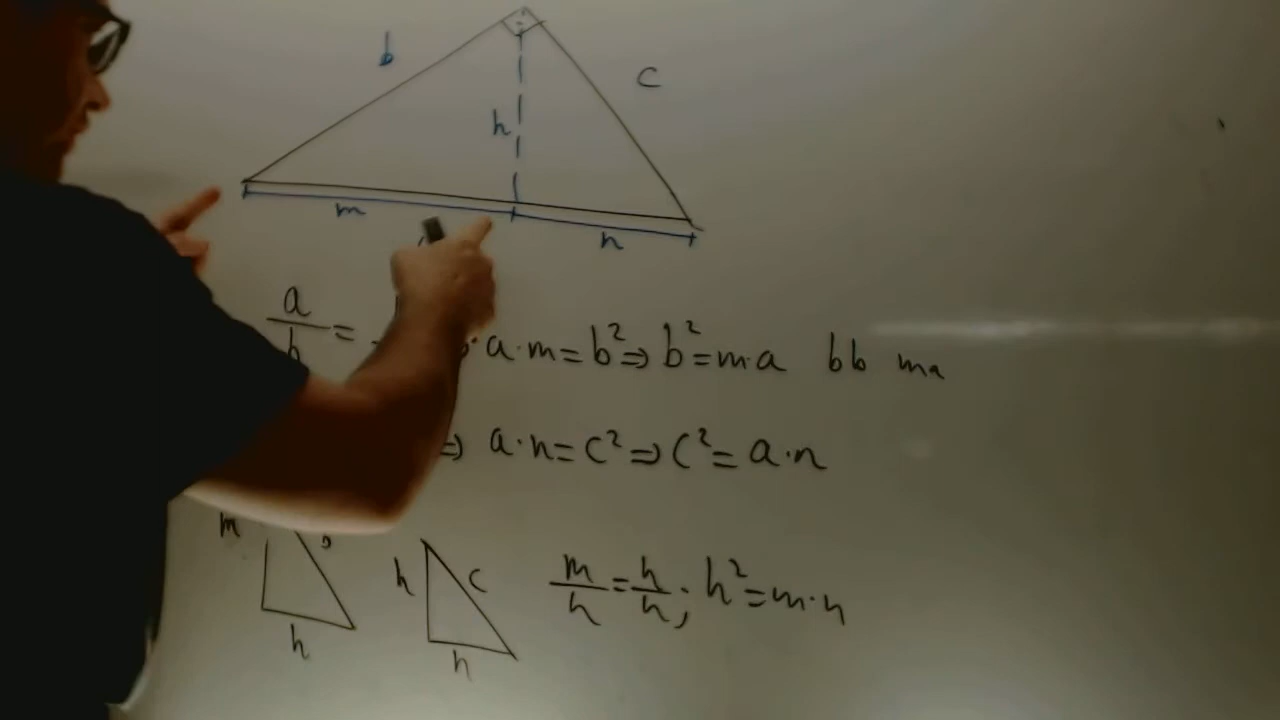 b
c
h
m
n
a/b =
· a·m = b² ⇒ b² = m·a bb ma
⇒ a·n = c² ⇒ c² = a·n
m
h
h c
n
m/h = h/n ; h² = m·n